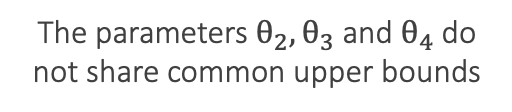 The parameters θ₂, θ₃ and θ₄ do
not share common upper bounds